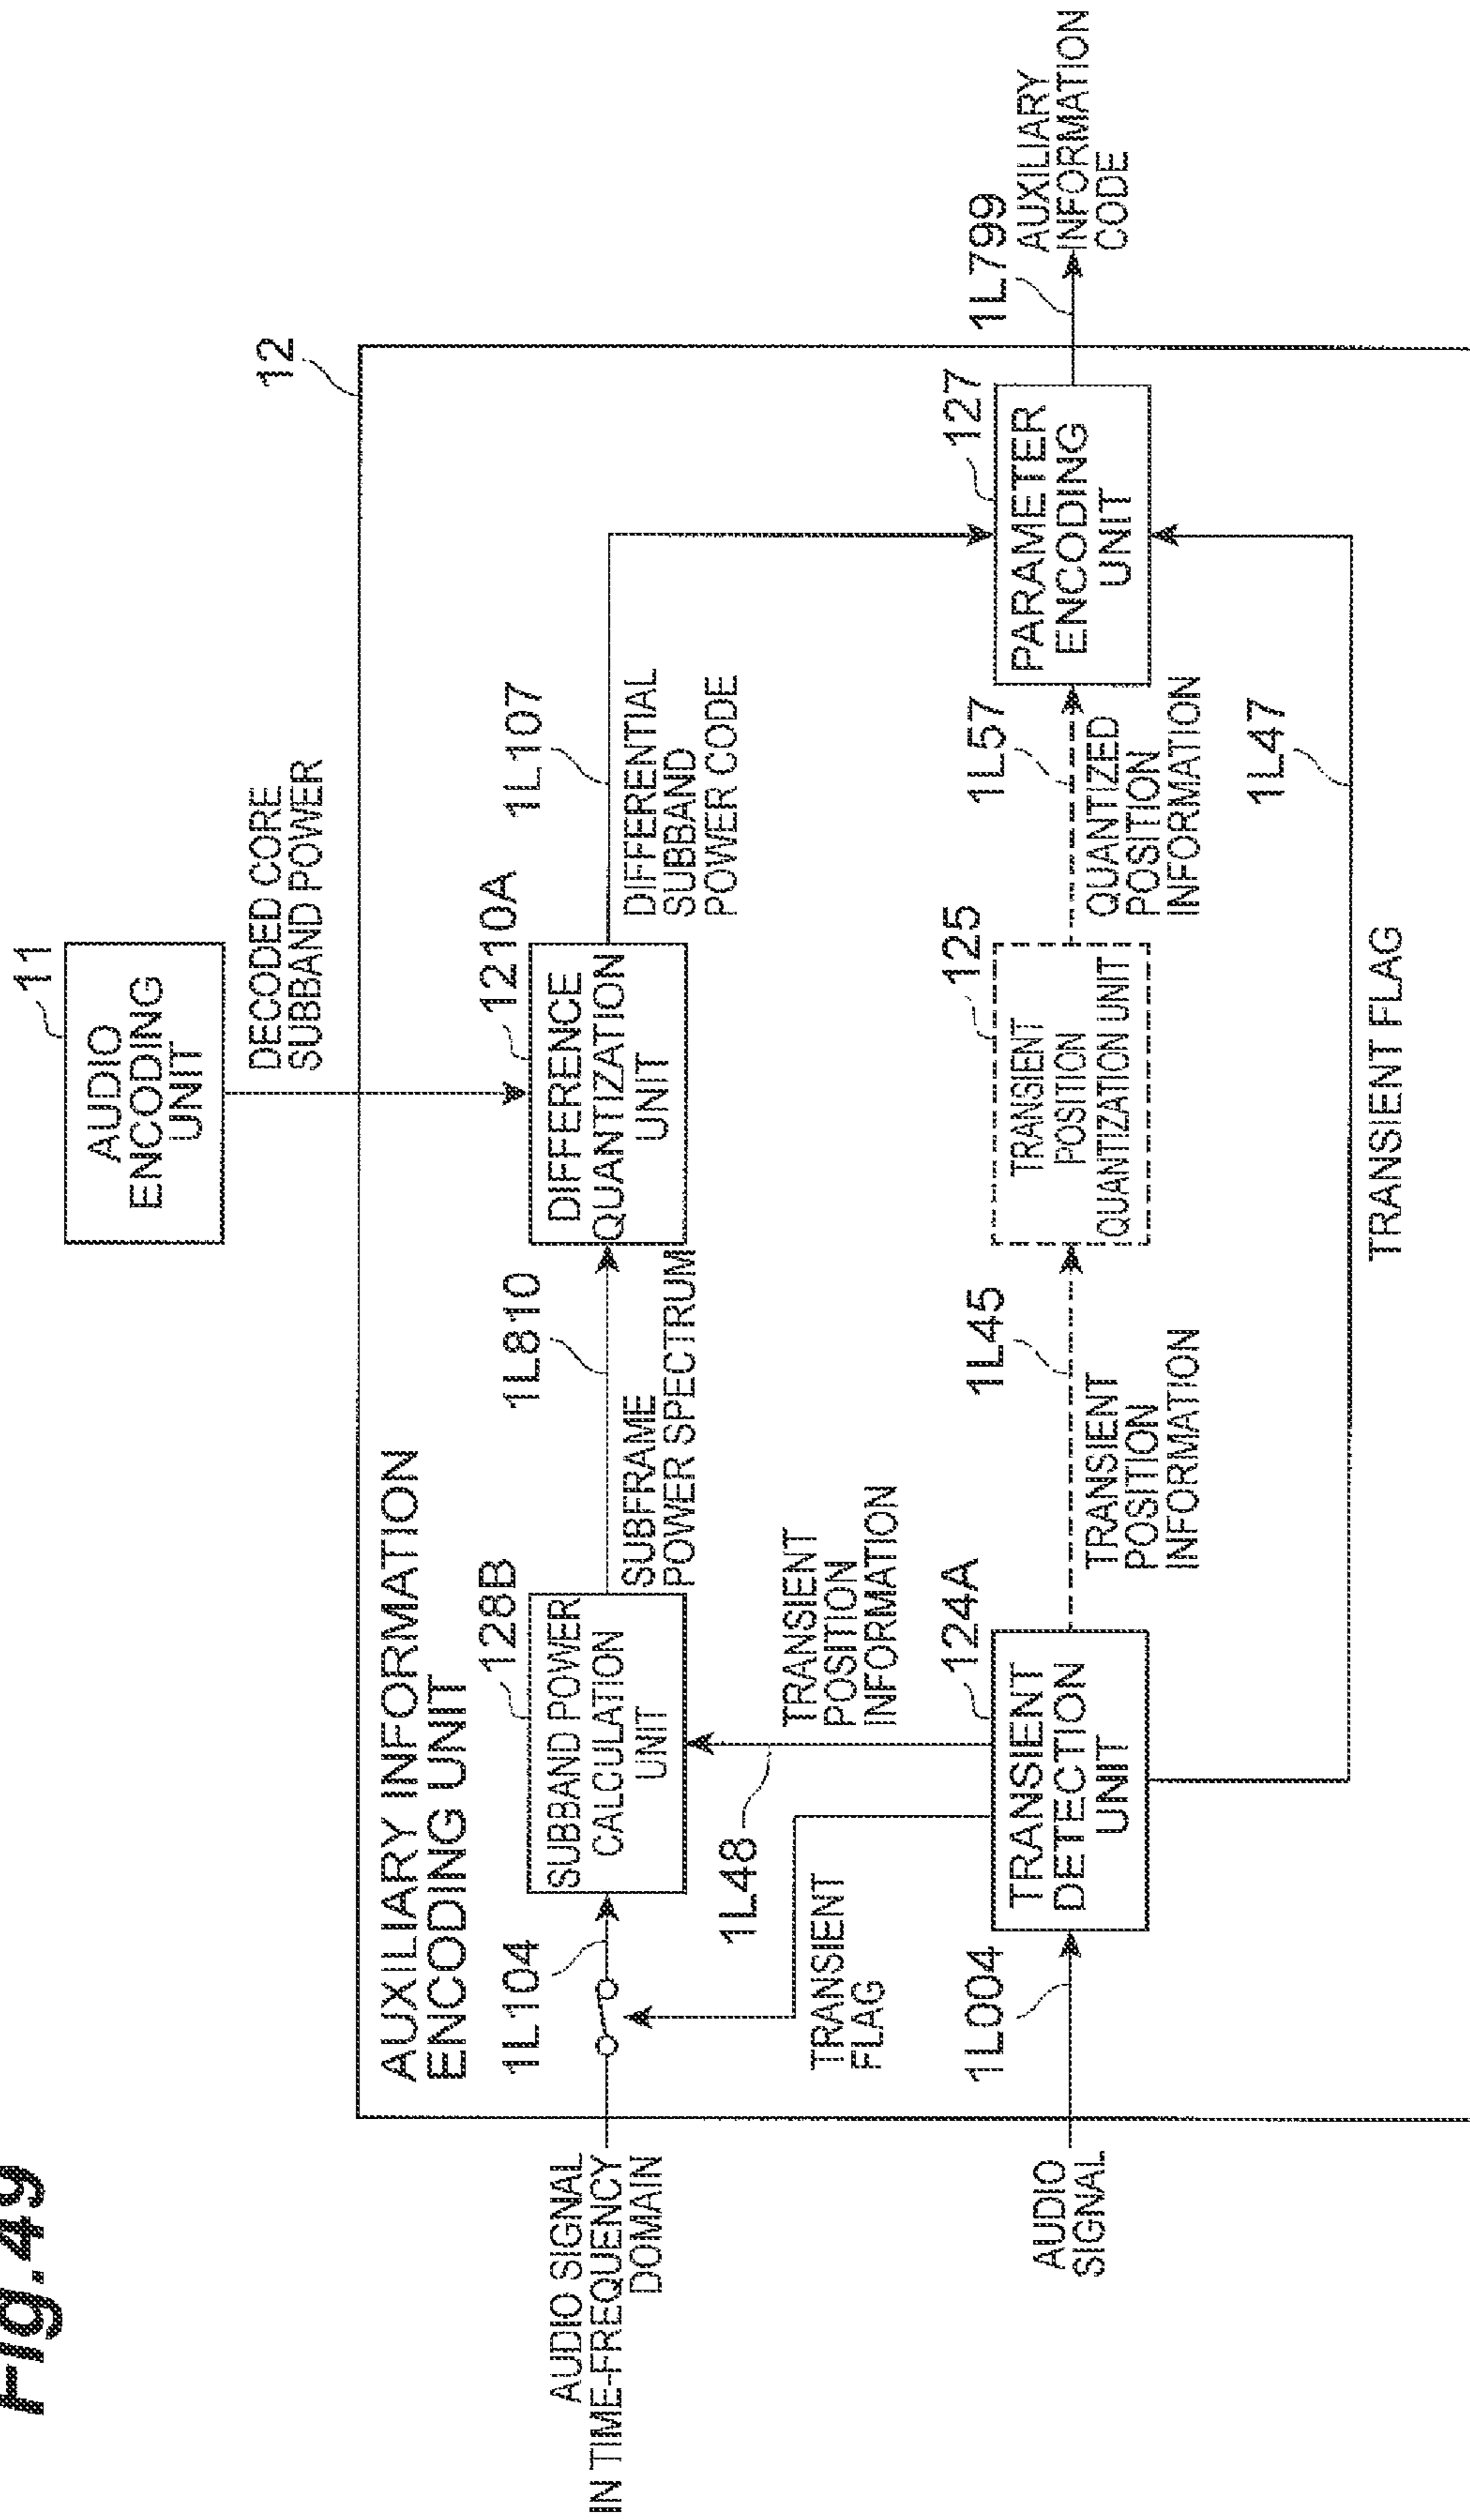 Fig.49
11
AUDIO
ENCODING
UNIT
DECODED CORE
SUBBAND POWER
12
AUXILIARY INFORMATION
ENCODING UNIT
AUDIO SIGNAL
IN TIME-FREQUENCY
DOMAIN
1L104
128B
SUBBAND POWER
CALCULATION
UNIT
1L810
SUBFRAME
POWER SPECTRUM
1210A
DIFFERENCE
QUANTIZATION
UNIT
1L107
DIFFERENTIAL
SUBBAND
POWER CODE
TRANSIENT
FLAG
1L48
TRANSIENT
POSITION
INFORMATION
AUDIO
SIGNAL
1L004
124A
TRANSIENT
DETECTION
UNIT
1L45
TRANSIENT
POSITION
INFORMATION
125
TRANSIENT
POSITION
QUANTIZATION UNIT
1L57
QUANTIZED
POSITION
INFORMATION
127
PARAMETER
ENCODING
UNIT
1L799
AUXILIARY
INFORMATION
CODE
1L47
TRANSIENT FLAG